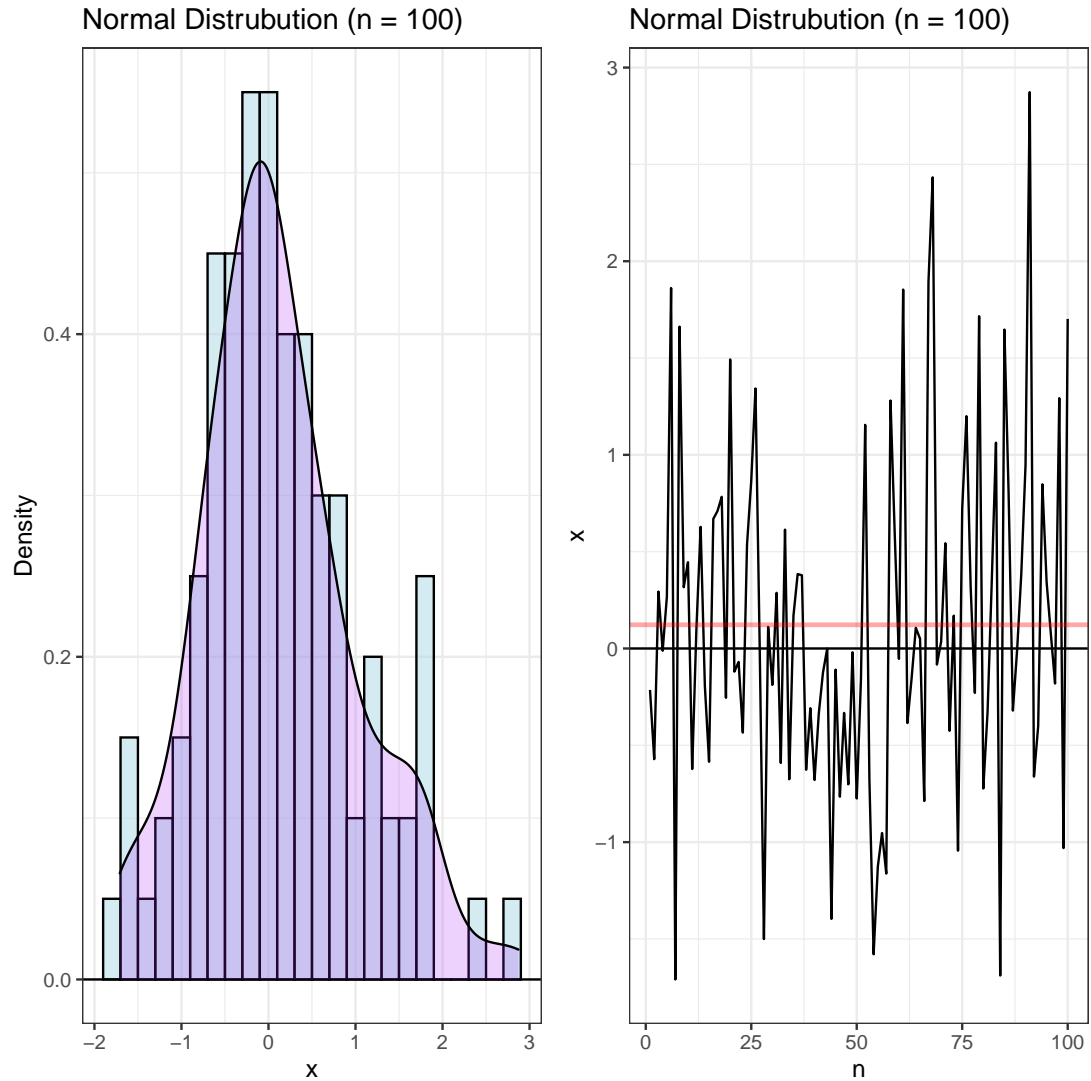 Normal Distrubution (n = 100)
Density
0.4
0.2
0.0
−2 −1 0 1 2 3
x
Normal Distrubution (n = 100)
x
3
2
1
0
−1
0 25 50 75 100
n